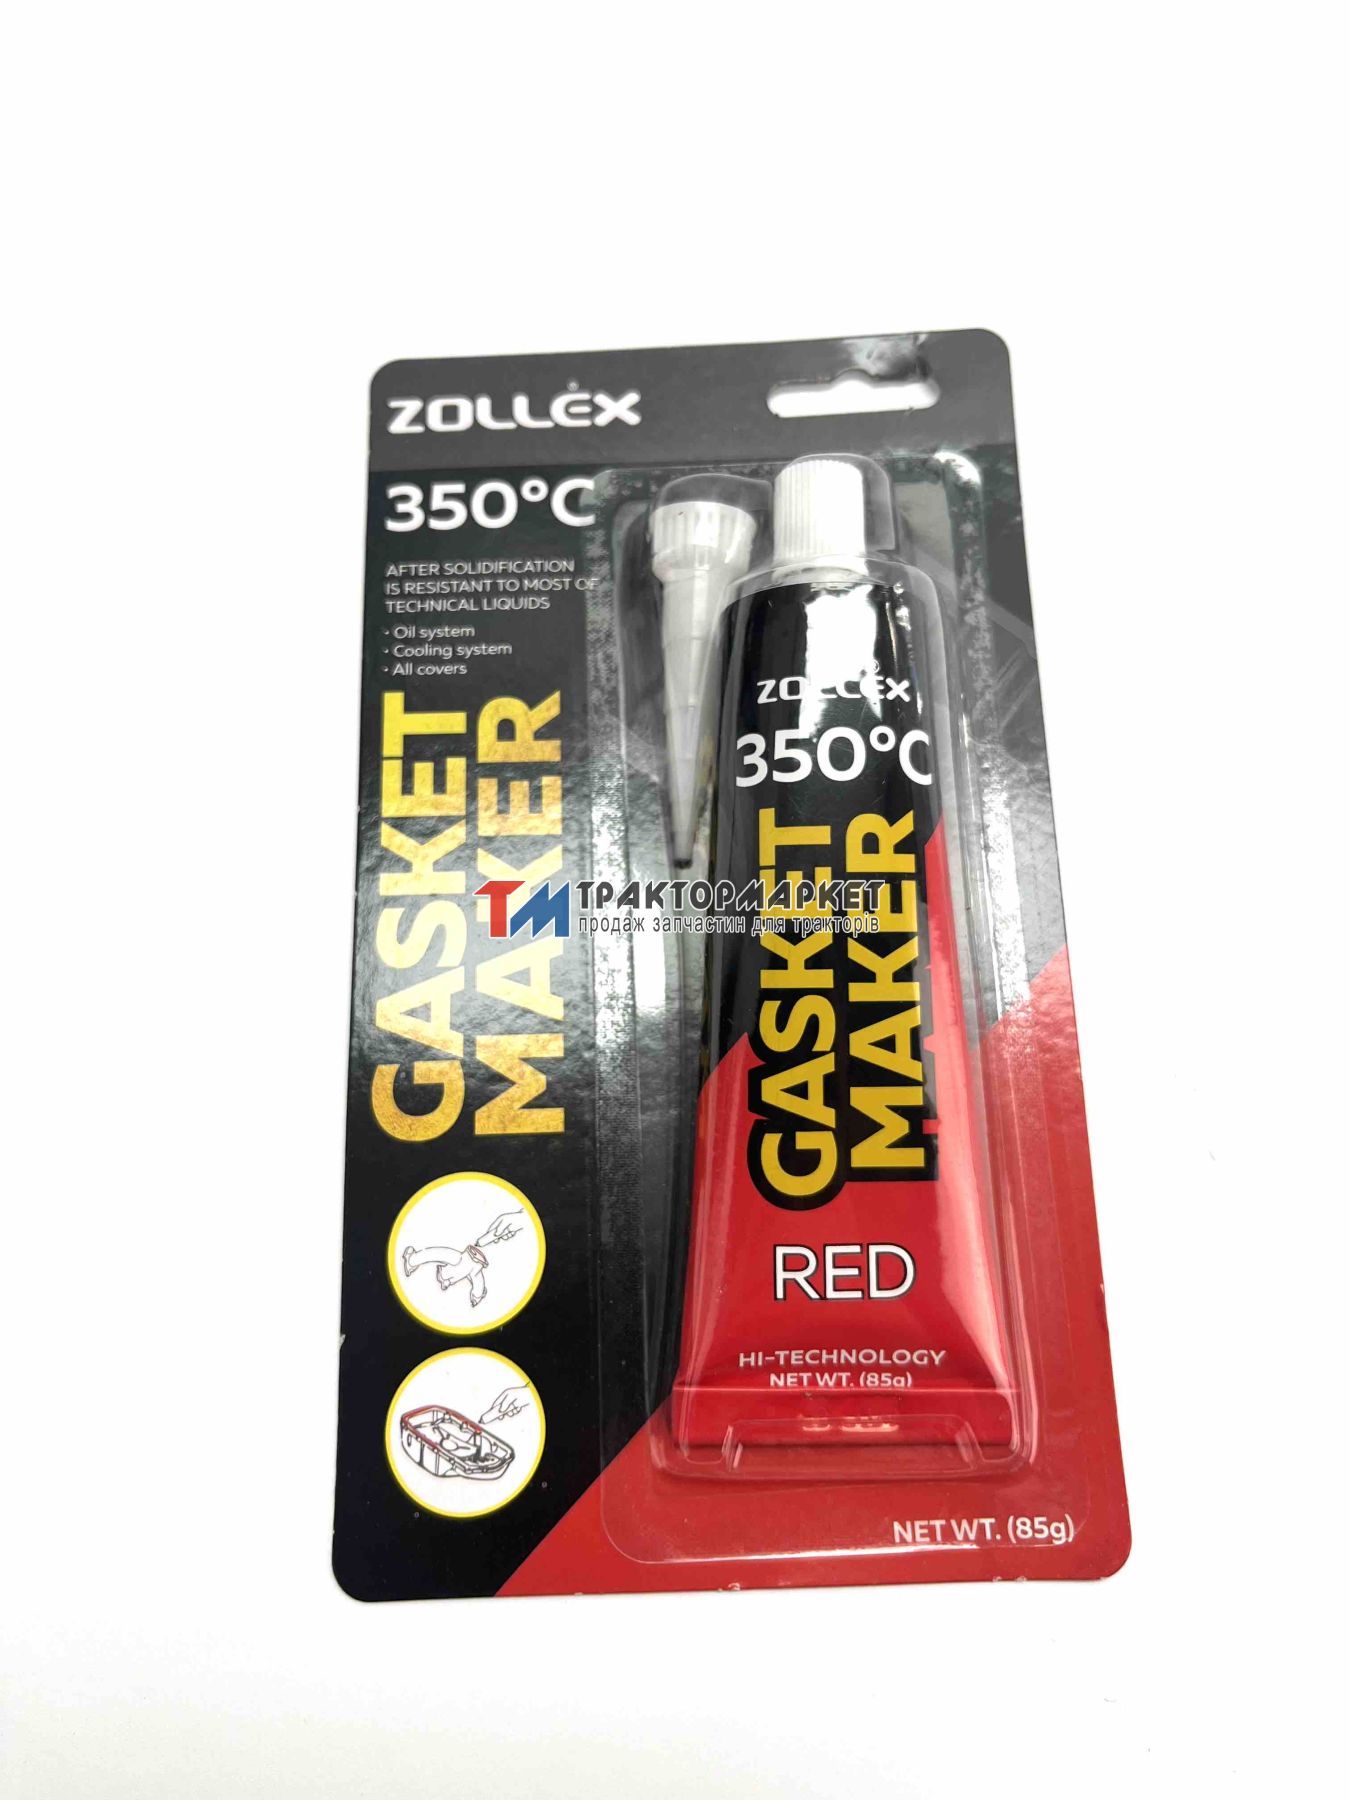 ZOLLEX®
350°C
AFTER SOLIDIFICATION
IS RESISTANT TO MOST OF
TECHNICAL LIQUIDS
• Oil system
• Cooling system
• All covers
GASKET
MAKER
ZOLLEX®
350°C
GASKET
MAKER
RED
HI-TECHNOLOGY
NET WT. (85g)
NET WT. (85g)
ТМ ТРАКТОРМАРКЕТ
продаж запчастин для тракторів